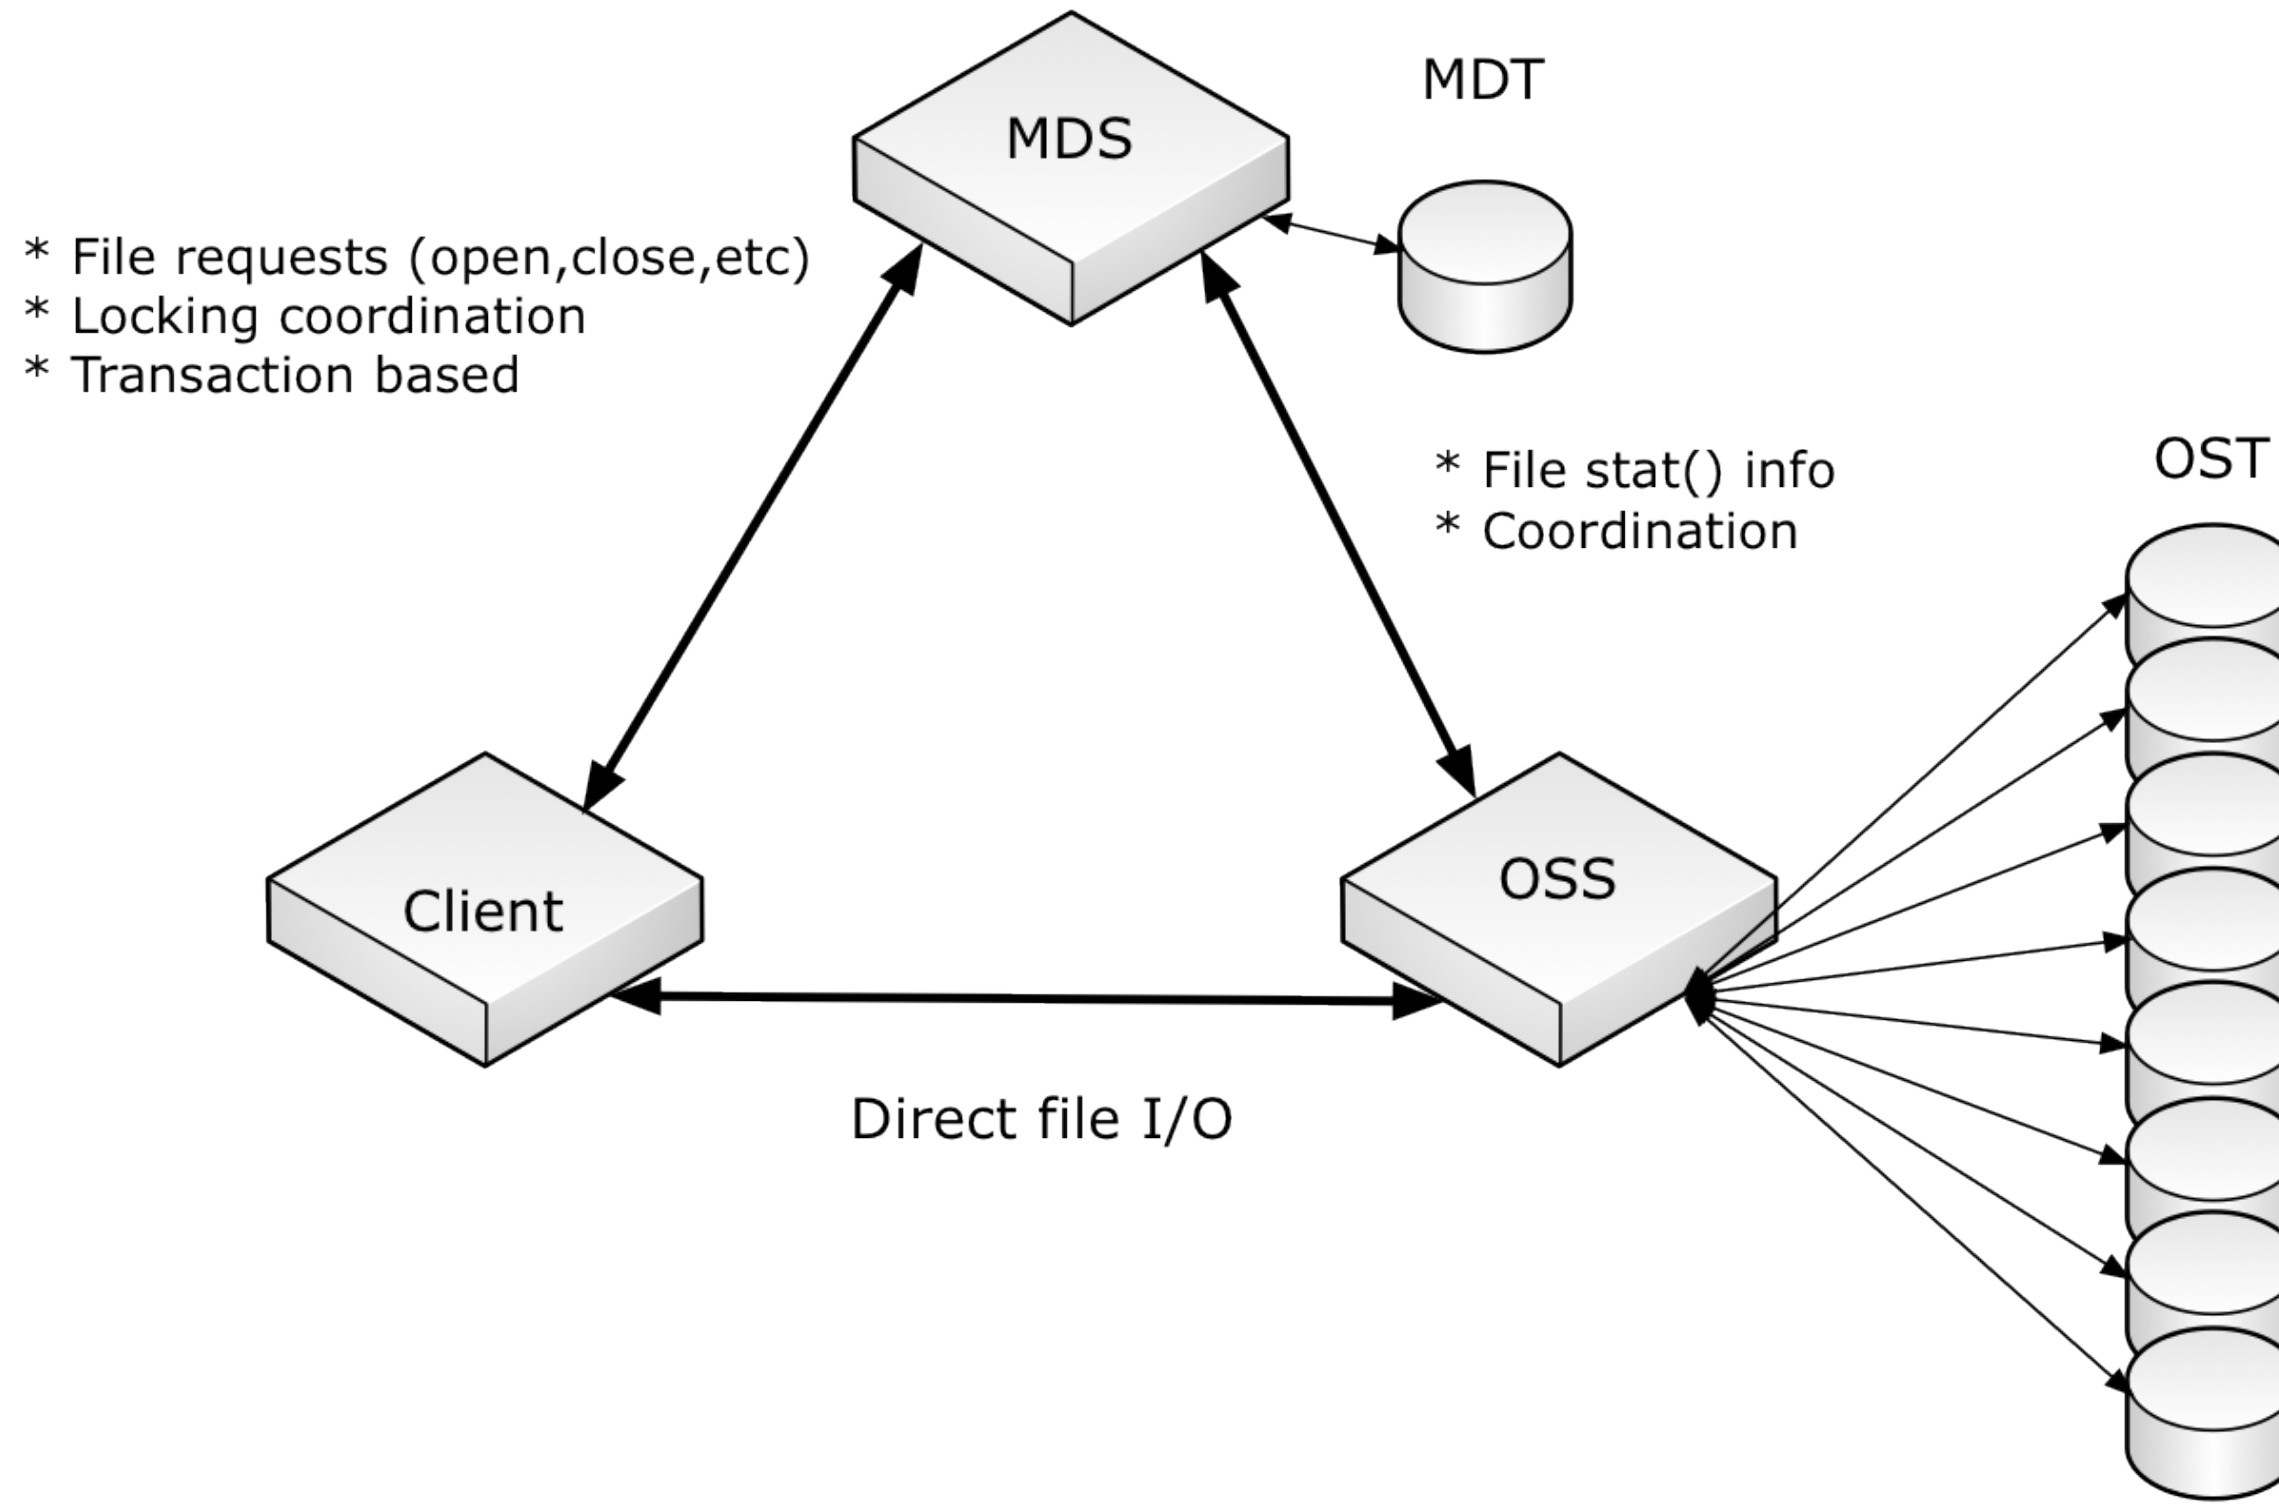 MDS
MDT
* File requests (open,close,etc)
* Locking coordination
* Transaction based
* File stat() info
* Coordination
OST
Client
OSS
Direct file I/O